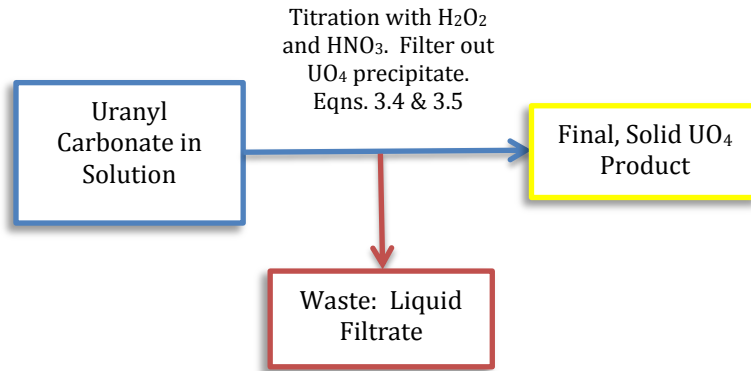 Titration with H₂O₂
and HNO₃.  Filter out
UO₄ precipitate.
Eqns. 3.4 & 3.5
Uranyl
Carbonate in
Solution
Final, Solid UO₄
Product
Waste:  Liquid
Filtrate